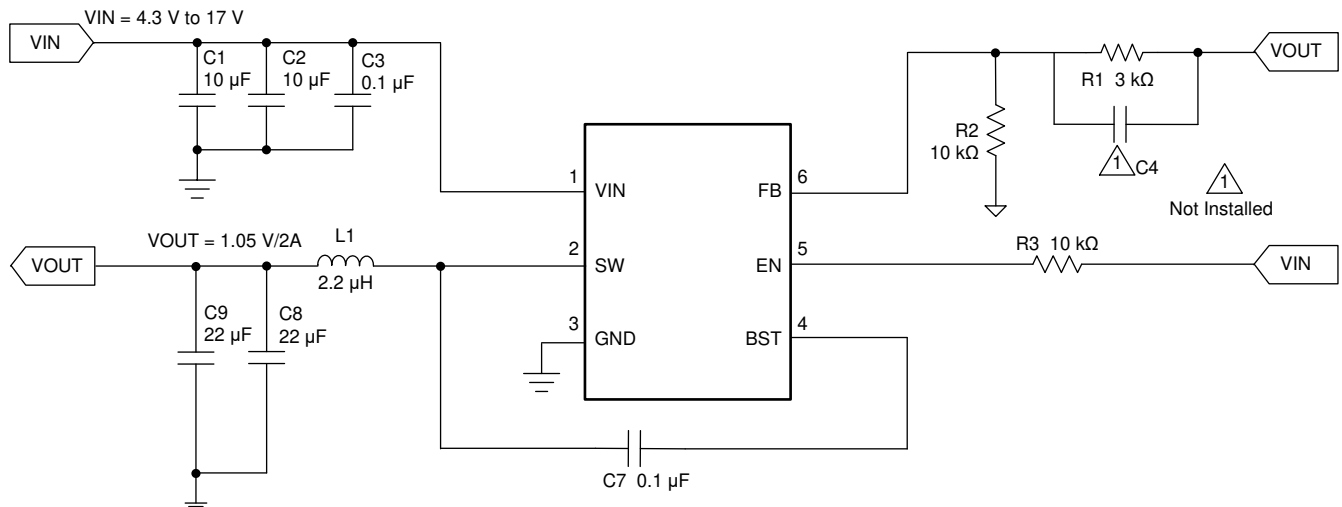 VIN = 4.3 V to 17 V
VIN
C1
10 µF
C2
10 µF
C3
0.1 µF
VOUT
R1 3 kΩ
R2
10 kΩ
1
C4
1
Not Installed
1
VIN
FB
6
VOUT = 1.05 V/2A
L1
2.2 µH
VOUT
2
SW
EN
5
R3 10 kΩ
VIN
C9
22 µF
C8
22 µF
3
GND
BST
4
C7 0.1 µF